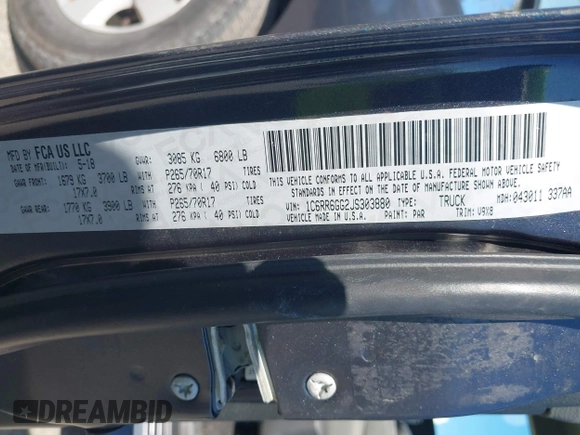 MFD BY FCA US LLC
DATE OF MFR(BUILT): 5-18
GVWR: 3085 KG 6800 LB
GAWR FRONT: 1679 KG 3700 LB WITH P265/70R17 TIRES
17X7.0 RIMS AT 276 KPA ( 40 PSI) COLD
GAWR REAR: 1770 KG 3900 LB WITH P265/70R17 TIRES
17X7.0 RIMS AT 276 KPA ( 40 PSI) COLD
THIS VEHICLE CONFORMS TO ALL APPLICABLE U.S.A. FEDERAL MOTOR VEHICLE SAFETY
STANDARDS IN EFFECT ON THE DATE OF MANUFACTURE SHOWN ABOVE.
VIN: 1C6RR6GG2JS303880 TYPE: TRUCK MDH: 043011 337AA
PAINT: PAR TRIM: V9X8
DREAMBID